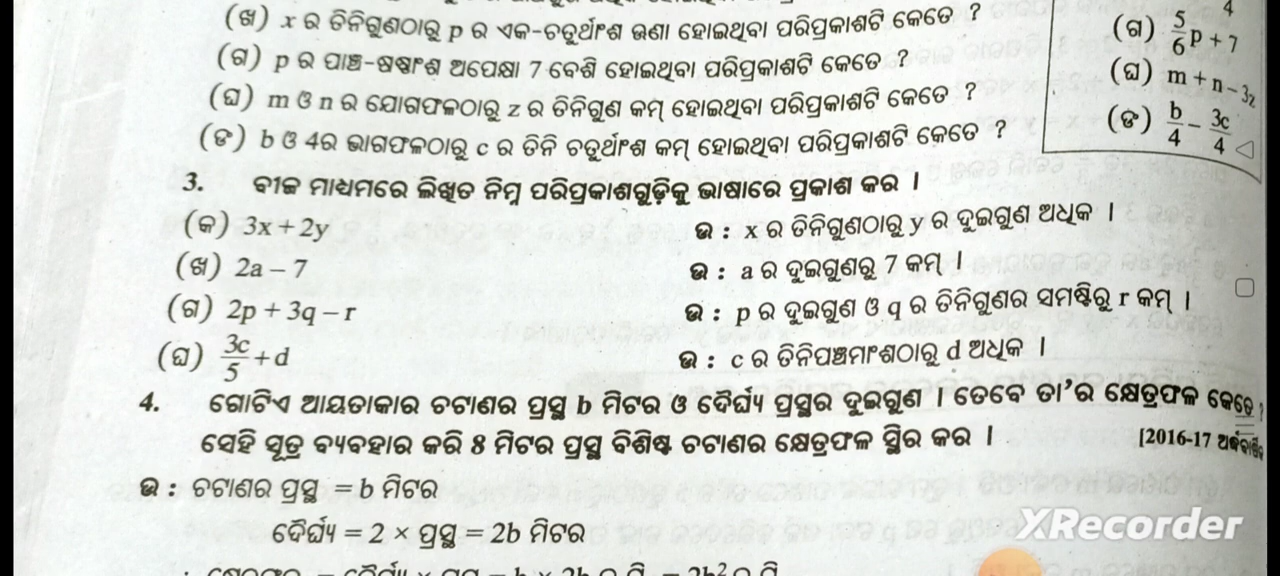 (ଖ) x ର ତିନିଗୁଣଠାରୁ p ର ଏକ-ଚତୁର୍ଥାଂଶ ଊଣା ହୋଇଥିବା ପରିପ୍ରକାଶଟି କେତେ ?
(ଗ) p ର ପାଞ୍ଚ-ଷଷ୍ଠାଂଶ ଅପେକ୍ଷା 7 ବେଶି ହୋଇଥିବା ପରିପ୍ରକାଶଟି କେତେ ?
(ଘ) m ଓ n ର ଯୋଗଫଳଠାରୁ z ର ତିନିଗୁଣ କମ୍ ହୋଇଥିବା ପରିପ୍ରକାଶଟି କେତେ ?
(ଙ) b ଓ 4ର ଭାଗଫଳଠାରୁ c ର ତିନି ଚତୁର୍ଥାଂଶ କମ୍ ହୋଇଥିବା ପରିପ୍ରକାଶଟି କେତେ ?
4
(ଗ) 5/6 p + 7
(ଘ) m + n – 3z
(ଙ) b/4 – 3c/4
3. ବୀଜ ମାଧ୍ୟମରେ ଲିଖିତ ନିମ୍ନ ପରିପ୍ରକାଶଗୁଡ଼ିକୁ ଭାଷାରେ ପ୍ରକାଶ କର ।
(କ) 3x + 2y ଉ : x ର ତିନିଗୁଣଠାରୁ y ର ଦୁଇଗୁଣ ଅଧିକ ।
(ଖ) 2a – 7 ଉ : a ର ଦୁଇଗୁଣରୁ 7 କମ୍ ।
(ଗ) 2p + 3q – r ଉ : p ର ଦୁଇଗୁଣ ଓ q ର ତିନିଗୁଣର ସମଷ୍ଟିରୁ r କମ୍ ।
(ଘ) 3c/5 + d ଉ : c ର ତିନିପଞ୍ଚମାଂଶଠାରୁ d ଅଧିକ ।
4. ଗୋଟିଏ ଆୟତାକାର ଚଟାଣର ପ୍ରସ୍ଥ b ମିଟର ଓ ଦୈର୍ଘ୍ୟ ପ୍ରସ୍ଥର ଦୁଇଗୁଣ । ତେବେ ତା’ର କ୍ଷେତ୍ରଫଳ କେତେ ?
ସେହି ସୂତ୍ର ବ୍ୟବହାର କରି 8 ମିଟର ପ୍ରସ୍ଥ ବିଶିଷ୍ଟ ଚଟାଣର କ୍ଷେତ୍ରଫଳ ସ୍ଥିର କର । [2016-17
ଉ : ଚଟାଣର ପ୍ରସ୍ଥ = b ମିଟର
ଦୈର୍ଘ୍ୟ = 2 × ପ୍ରସ୍ଥ = 2b ମିଟର
XRecorder